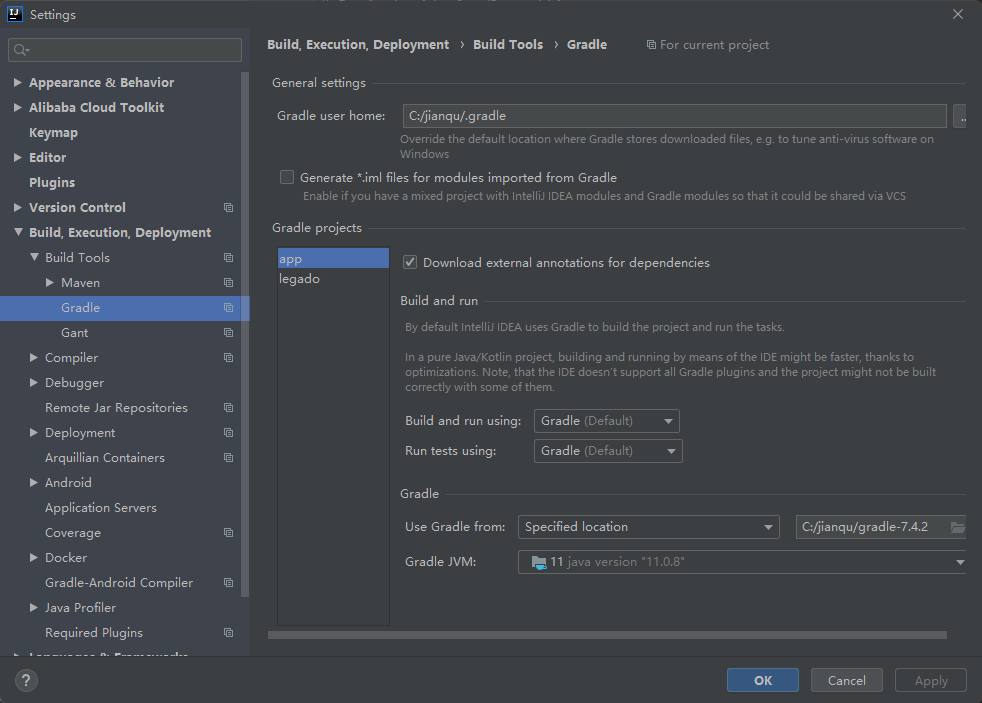 Settings
Appearance & Behavior
Alibaba Cloud Toolkit
Keymap
Editor
Plugins
Version Control
Build, Execution, Deployment
Build Tools
Maven
Gradle
Gant
Compiler
Debugger
Remote Jar Repositories
Deployment
Arquillian Containers
Android
Application Servers
Coverage
Docker
Gradle-Android Compiler
Java Profiler
Required Plugins
Languages & Frameworks
Build, Execution, Deployment › Build Tools › Gradle For current project
General settings
Gradle user home: C:/jianqu/.gradle ..
Override the default location where Gradle stores downloaded files, e.g. to tune anti-virus software on
Windows
Generate *.iml files for modules imported from Gradle
Enable if you have a mixed project with IntelliJ IDEA modules and Gradle modules so that it could be shared via VCS
Gradle projects
app
legado
Download external annotations for dependencies
Build and run
By default IntelliJ IDEA uses Gradle to build the project and run the tasks.
In a pure Java/Kotlin project, building and running by means of the IDE might be faster, thanks to
optimizations. Note, that the IDE doesn't support all Gradle plugins and the project might not be built
correctly with some of them.
Build and run using: Gradle (Default)
Run tests using: Gradle (Default)
Gradle
Use Gradle from: Specified location C:/jianqu/gradle-7.4.2
Gradle JVM: 11 java version "11.0.8"
? OK Cancel Apply